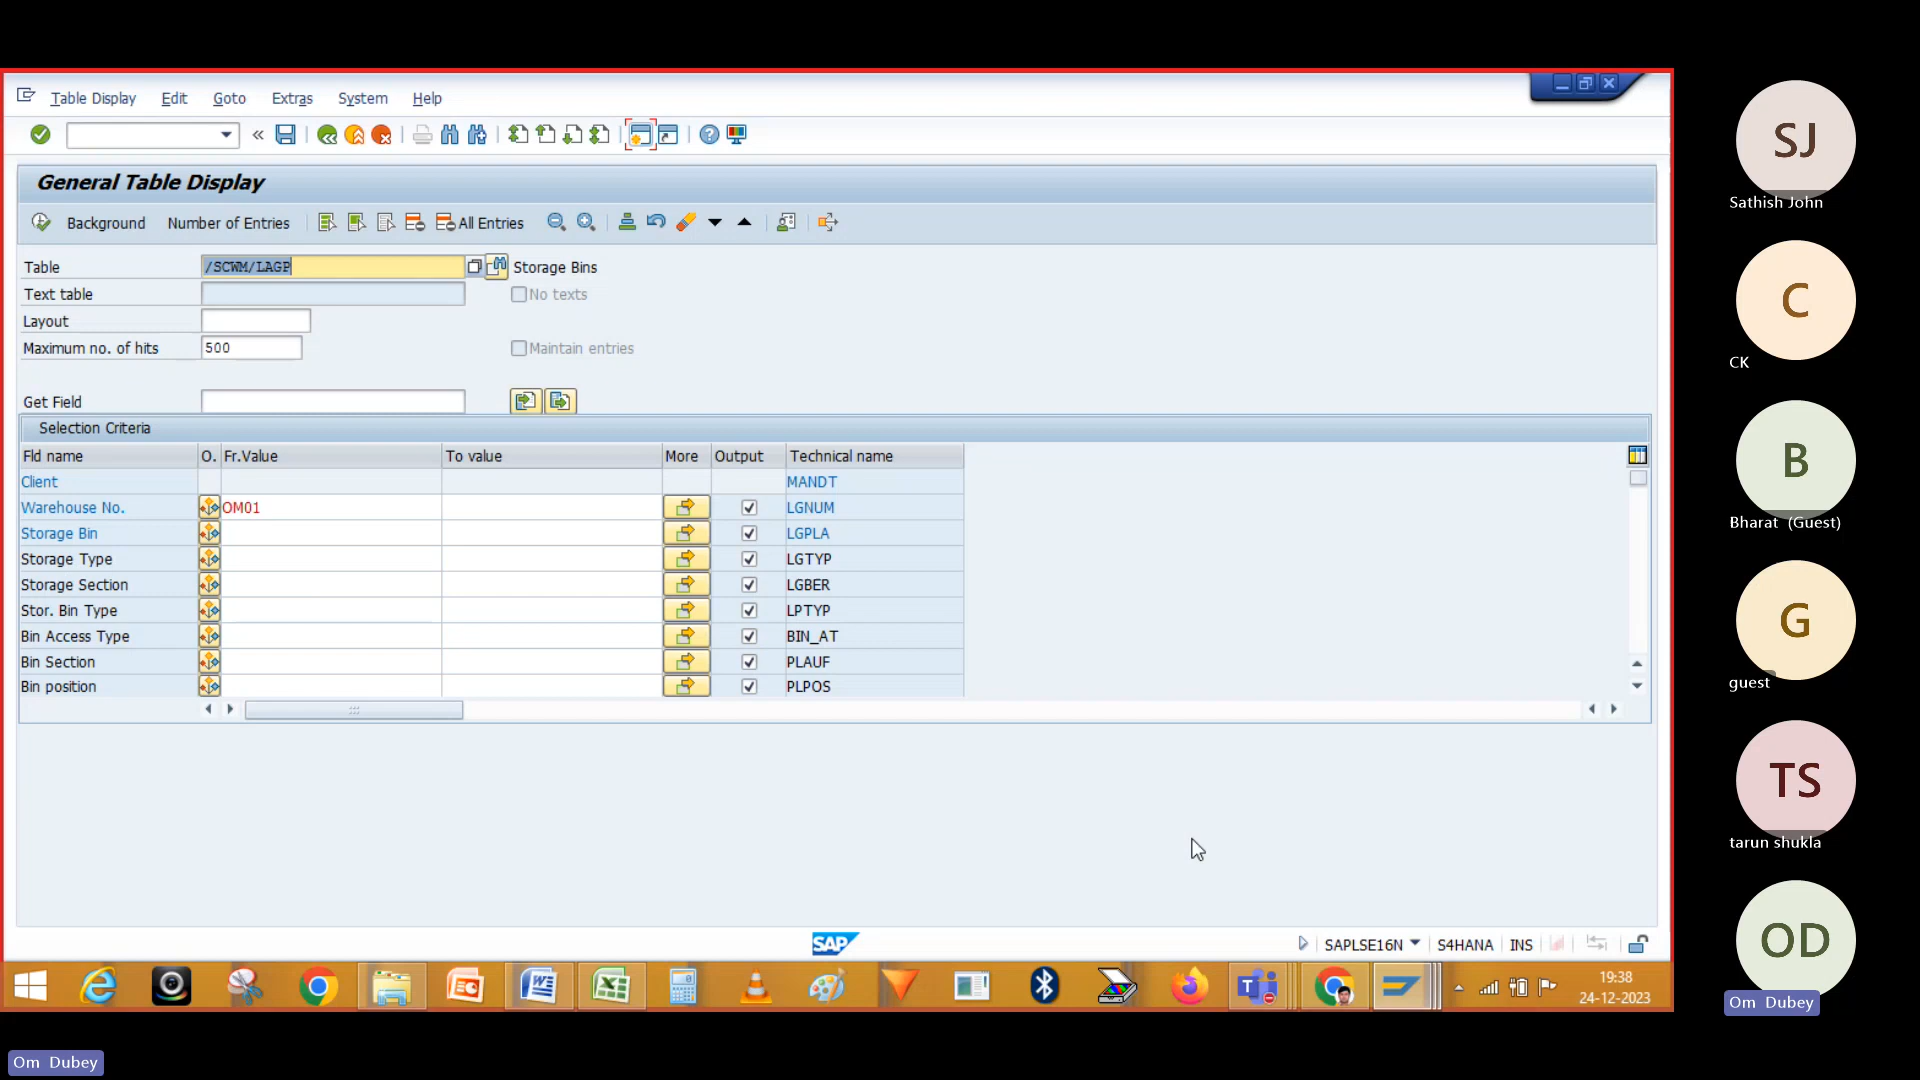 Table Display Edit Goto Extras System Help
General Table Display
Background Number of Entries All Entries
Table /SCWM/LAGP Storage Bins
Text table No texts
Layout
Maximum no. of hits 500 Maintain entries
Get Field
Selection Criteria
Fld name O. Fr.Value To value More Output Technical name
Client MANDT
Warehouse No. OM01 LGNUM
Storage Bin LGPLA
Storage Type LGTYP
Storage Section LGBER
Stor. Bin Type LPTYP
Bin Access Type BIN_AT
Bin Section PLAUF
Bin position PLPOS
SAP SAPLSE16N S4HANA INS
19:38
24-12-2023
SJ
Sathish John
C
CK
B
Bharat (Guest)
G
guest
TS
tarun shukla
OD
Om Dubey
Om Dubey